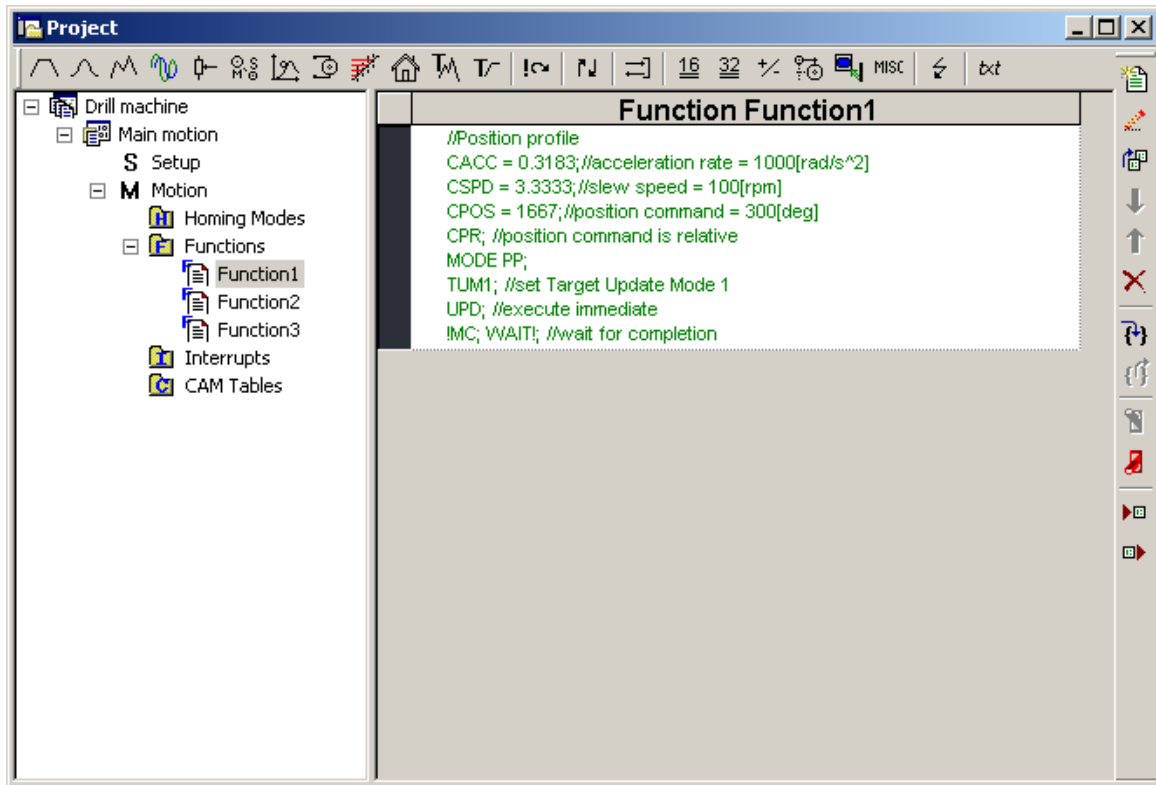 Project
!
16 32 +/- MISC txt
Drill machine
Main motion
S Setup
M Motion
H Homing Modes
F Functions
Function1
Function2
Function3
I Interrupts
C CAM Tables
Function Function1
//Position profile
CACC = 0.3183;//acceleration rate = 1000[rad/s^2]
CSPD = 3.3333;//slew speed = 100[rpm]
CPOS = 1667;//position command = 300[deg]
CPR; //position command is relative
MODE PP;
TUM1; //set Target Update Mode 1
UPD; //execute immediate
!MC; WAIT!; //wait for completion